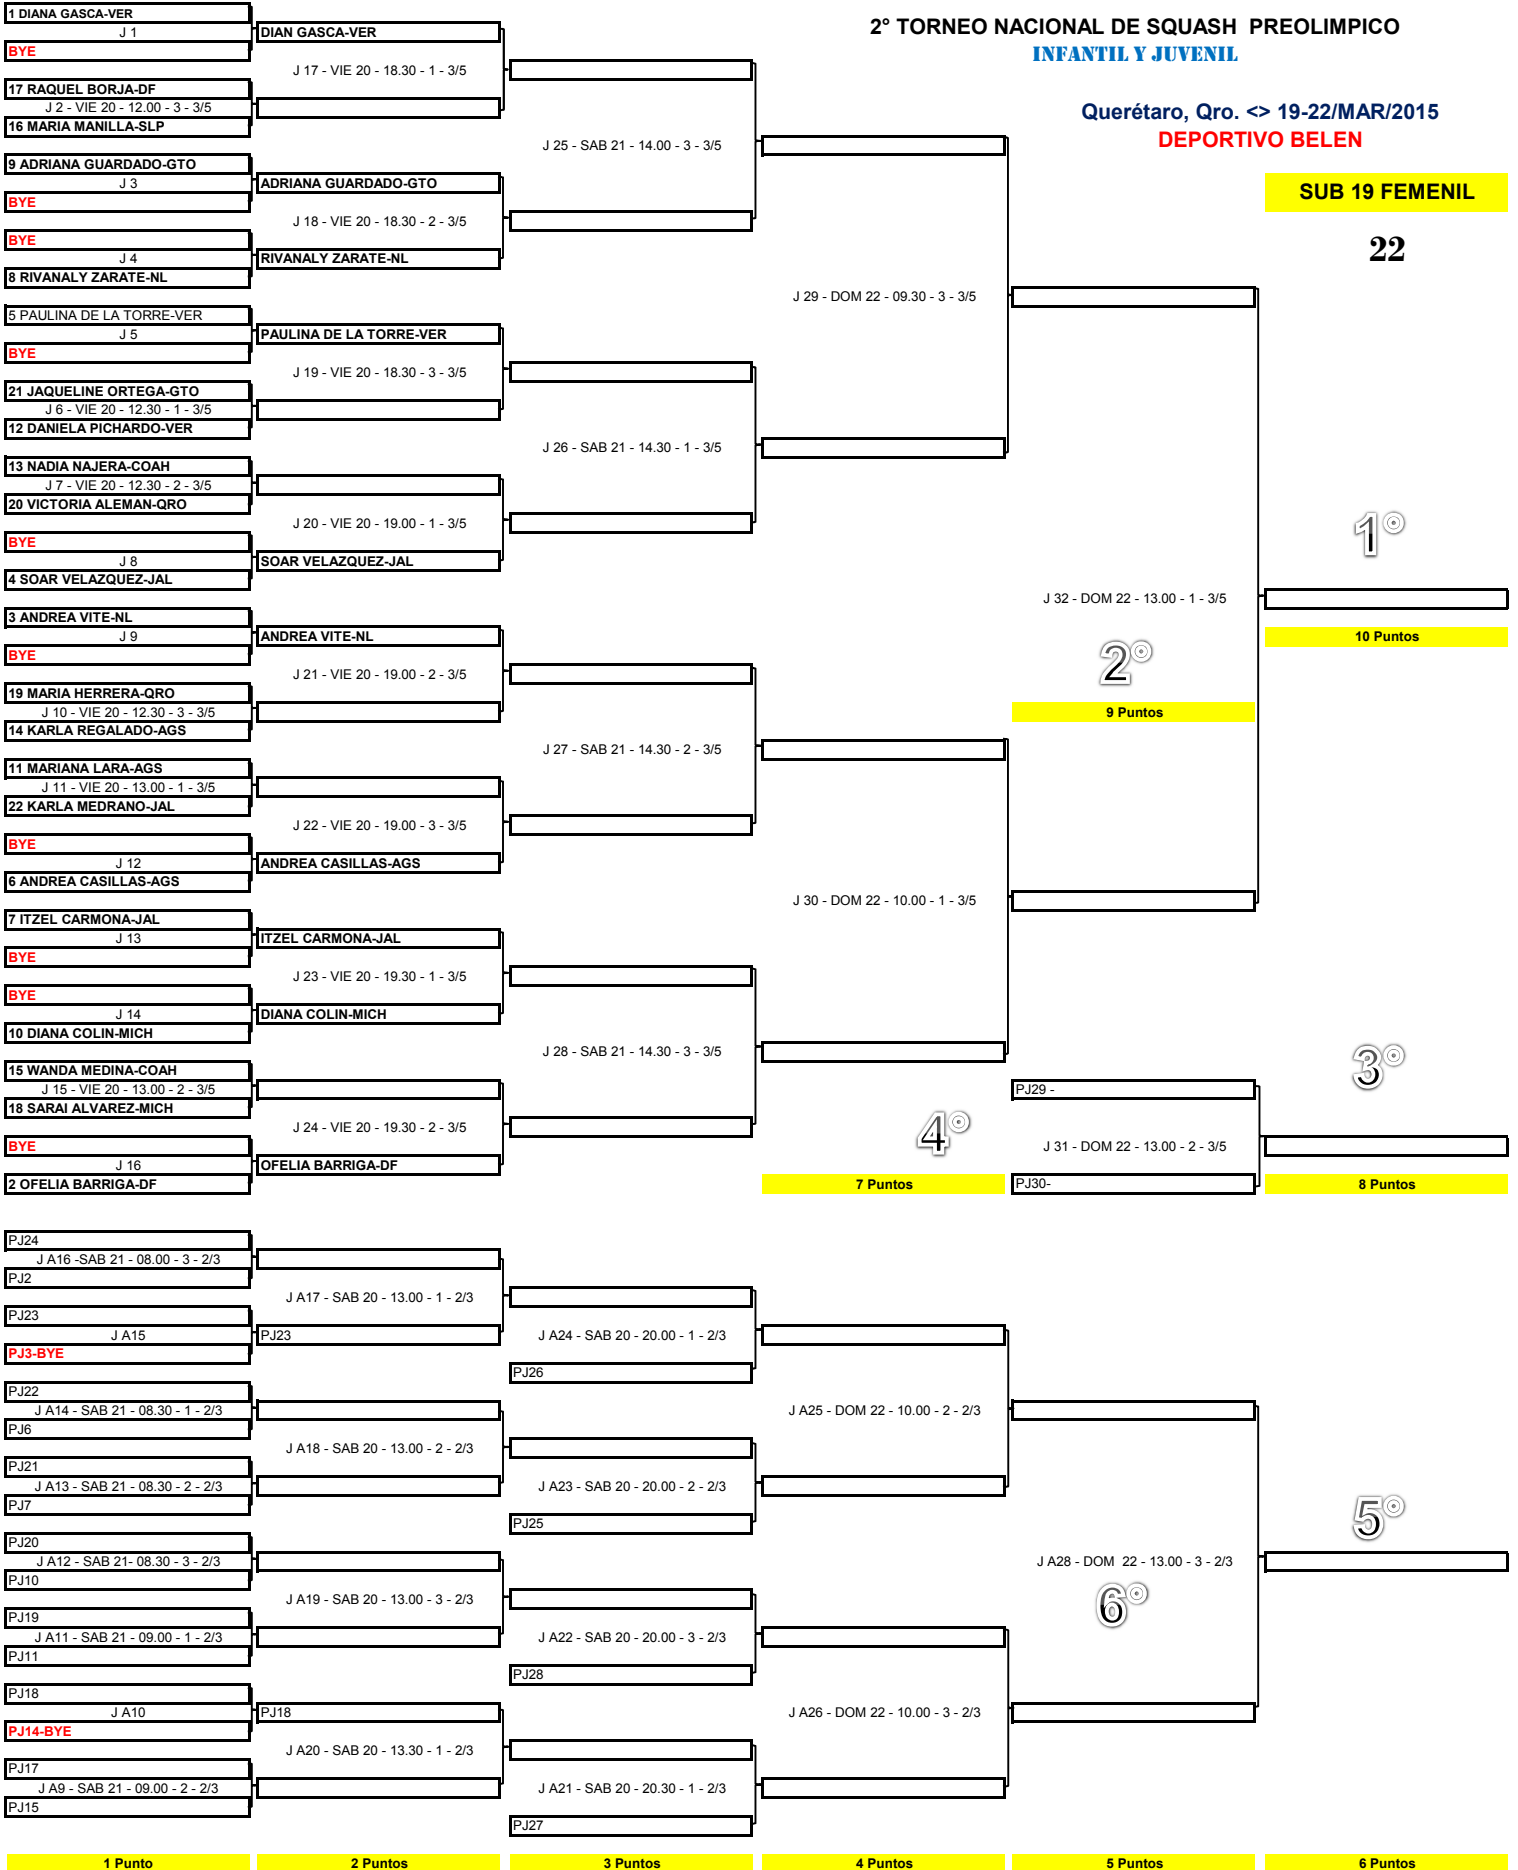 2° TORNEO NACIONAL DE SQUASH PREOLIMPICO
INFANTIL Y JUVENIL
Querétaro, Qro. <> 19-22/MAR/2015
DEPORTIVO BELEN
SUB 19 FEMENIL
22
1 DIANA GASCA-VER
J 1
BYE
17 RAQUEL BORJA-DF
J 2 - VIE 20 - 12.00 - 3 - 3/5
16 MARIA MANILLA-SLP
9 ADRIANA GUARDADO-GTO
J 3
BYE
BYE
J 4
8 RIVANALY ZARATE-NL
5 PAULINA DE LA TORRE-VER
J 5
BYE
21 JAQUELINE ORTEGA-GTO
J 6 - VIE 20 - 12.30 - 1 - 3/5
12 DANIELA PICHARDO-VER
13 NADIA NAJERA-COAH
J 7 - VIE 20 - 12.30 - 2 - 3/5
20 VICTORIA ALEMAN-QRO
BYE
J 8
4 SOAR VELAZQUEZ-JAL
3 ANDREA VITE-NL
J 9
BYE
19 MARIA HERRERA-QRO
J 10 - VIE 20 - 12.30 - 3 - 3/5
14 KARLA REGALADO-AGS
11 MARIANA LARA-AGS
J 11 - VIE 20 - 13.00 - 1 - 3/5
22 KARLA MEDRANO-JAL
BYE
J 12
6 ANDREA CASILLAS-AGS
7 ITZEL CARMONA-JAL
J 13
BYE
BYE
J 14
10 DIANA COLIN-MICH
15 WANDA MEDINA-COAH
J 15 - VIE 20 - 13.00 - 2 - 3/5
18 SARAI ALVAREZ-MICH
BYE
J 16
2 OFELIA BARRIGA-DF
DIAN GASCA-VER
J 17 - VIE 20 - 18.30 - 1 - 3/5
ADRIANA GUARDADO-GTO
J 18 - VIE 20 - 18.30 - 2 - 3/5
RIVANALY ZARATE-NL
PAULINA DE LA TORRE-VER
J 19 - VIE 20 - 18.30 - 3 - 3/5
J 20 - VIE 20 - 19.00 - 1 - 3/5
SOAR VELAZQUEZ-JAL
ANDREA VITE-NL
J 21 - VIE 20 - 19.00 - 2 - 3/5
J 22 - VIE 20 - 19.00 - 3 - 3/5
ANDREA CASILLAS-AGS
ITZEL CARMONA-JAL
J 23 - VIE 20 - 19.30 - 1 - 3/5
DIANA COLIN-MICH
J 24 - VIE 20 - 19.30 - 2 - 3/5
OFELIA BARRIGA-DF
J 25 - SAB 21 - 14.00 - 3 - 3/5
J 26 - SAB 21 - 14.30 - 1 - 3/5
J 27 - SAB 21 - 14.30 - 2 - 3/5
J 28 - SAB 21 - 14.30 - 3 - 3/5
J 29 - DOM 22 - 09.30 - 3 - 3/5
J 30 - DOM 22 - 10.00 - 1 - 3/5
4°
7 Puntos
J 32 - DOM 22 - 13.00 - 1 - 3/5
2°
9 Puntos
PJ29 -
J 31 - DOM 22 - 13.00 - 2 - 3/5
PJ30-
1°
10 Puntos
3°
8 Puntos
PJ24
J A16 -SAB 21 - 08.00 - 3 - 2/3
PJ2
PJ23
J A15
PJ3-BYE
PJ22
J A14 - SAB 21 - 08.30 - 1 - 2/3
PJ6
PJ21
J A13 - SAB 21 - 08.30 - 2 - 2/3
PJ7
PJ20
J A12 - SAB 21- 08.30 - 3 - 2/3
PJ10
PJ19
J A11 - SAB 21 - 09.00 - 1 - 2/3
PJ11
PJ18
J A10
PJ14-BYE
PJ17
J A9 - SAB 21 - 09.00 - 2 - 2/3
PJ15
J A17 - SAB 20 - 13.00 - 1 - 2/3
PJ23
J A18 - SAB 20 - 13.00 - 2 - 2/3
J A19 - SAB 20 - 13.00 - 3 - 2/3
PJ18
J A20 - SAB 20 - 13.30 - 1 - 2/3
J A24 - SAB 20 - 20.00 - 1 - 2/3
PJ26
J A23 - SAB 20 - 20.00 - 2 - 2/3
PJ25
J A22 - SAB 20 - 20.00 - 3 - 2/3
PJ28
J A21 - SAB 20 - 20.30 - 1 - 2/3
PJ27
J A25 - DOM 22 - 10.00 - 2 - 2/3
J A26 - DOM 22 - 10.00 - 3 - 2/3
J A28 - DOM 22 - 13.00 - 3 - 2/3
6°
5°
1 Punto
2 Puntos
3 Puntos
4 Puntos
5 Puntos
6 Puntos